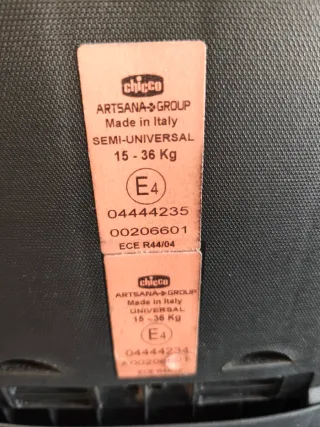 chicco
ARTSANA GROUP
Made in Italy
SEMI-UNIVERSAL
15 - 36 Kg
E4
04444235
00206601
ECE R44/04
chicco
ARTSANA GROUP
Made in Italy
UNIVERSAL
15 - 36 Kg
E4
04444234
ECE